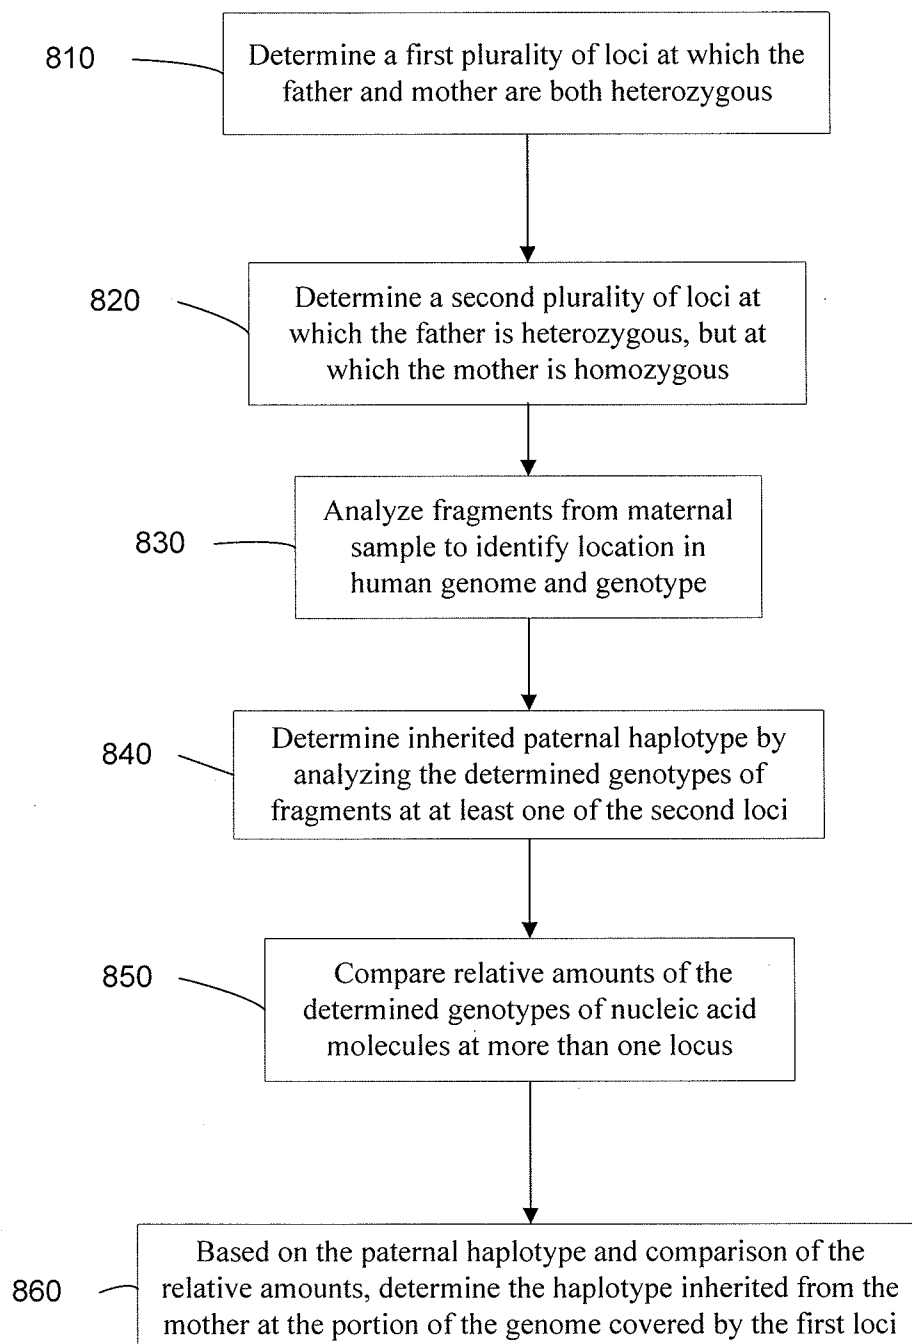 810
Determine a first plurality of loci at which the
father and mother are both heterozygous
820
Determine a second plurality of loci at
which the father is heterozygous, but at
which the mother is homozygous
830
Analyze fragments from maternal
sample to identify location in
human genome and genotype
840
Determine inherited paternal haplotype by
analyzing the determined genotypes of
fragments at at least one of the second loci
850
Compare relative amounts of the
determined genotypes of nucleic acid
molecules at more than one locus
860
Based on the paternal haplotype and comparison of the
relative amounts, determine the haplotype inherited from the
mother at the portion of the genome covered by the first loci